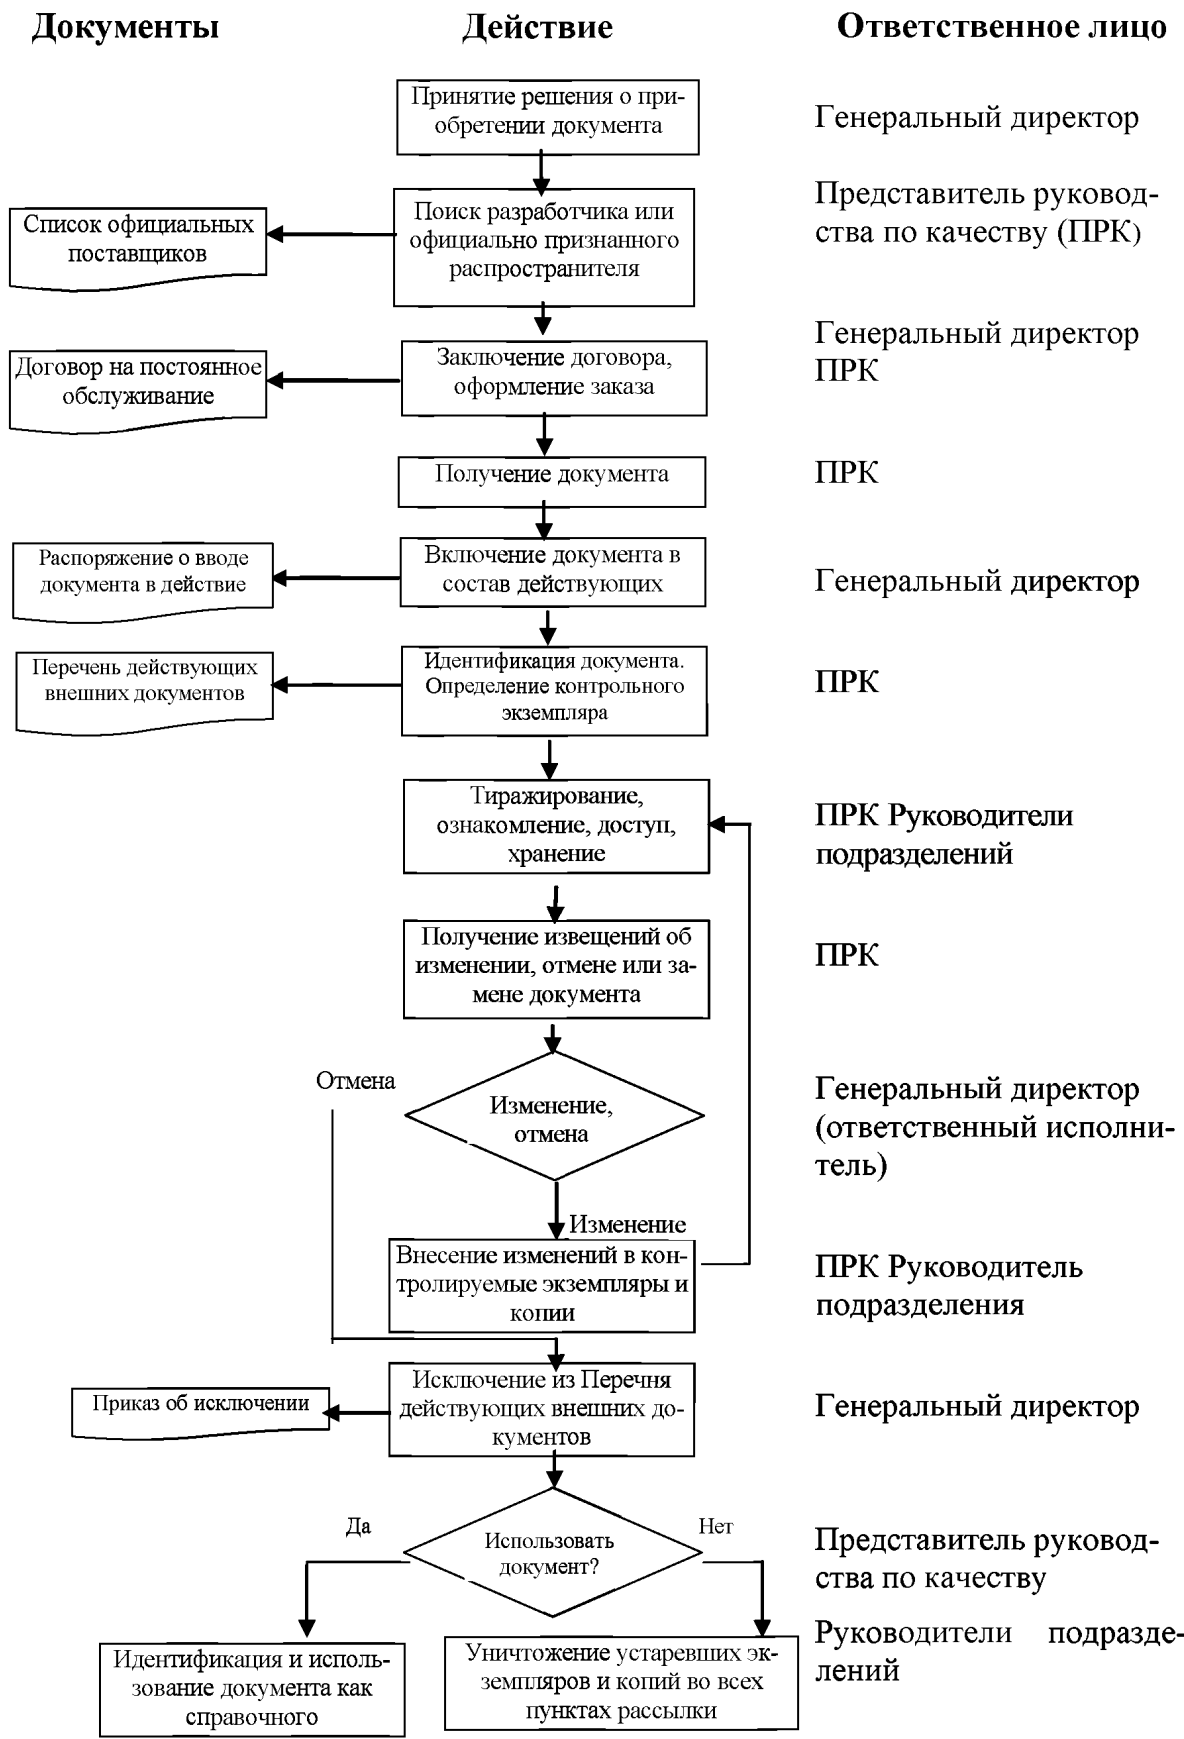 Документы
Действие
Ответственное лицо
Принятие решения о при-
обретении документа
Генеральный директор
Список официальных
поставщиков
Поиск разработчика или
официально признанного
распространителя
Представитель руковод-
ства по качеству (ПРК)
Договор на постоянное
обслуживание
Заключение договора,
оформление заказа
Генеральный директор
ПРК
Получение документа
ПРК
Распоряжение о вводе
документа в действие
Включение документа в
состав действующих
Генеральный директор
Перечень действующих
внешних документов
Идентификация документа.
Определение контрольного
экземпляра
ПРК
Тиражирование,
ознакомление, доступ,
хранение
ПРК Руководители
подразделений
Получение извещений об
изменении, отмене или за-
мене документа
ПРК
Отмена
Изменение,
отмена
Генеральный директор
(ответственный исполни-
тель)
Изменение
Внесение изменений в кон-
тролируемые экземпляры и
копии
ПРК Руководитель
подразделения
Приказ об исключении
Исключение из Перечня
действующих внешних до-
кументов
Генеральный директор
Да
Использовать
документ?
Нет
Представитель руковод-
ства по качеству
Идентификация и исполь-
зование документа как
справочного
Уничтожение устаревших эк-
земпляров и копий во всех
пунктах рассылки
Руководители подразде-
лений